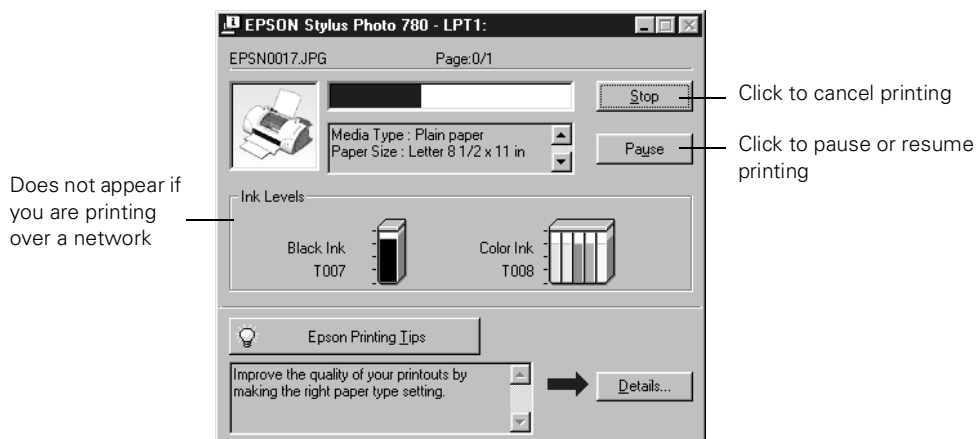 EPSON Stylus Photo 780 - LPT1:
EPSN0017.JPG Page:0/1
Stop
Click to cancel printing
Media Type : Plain paper
Paper Size : Letter 8 1/2 x 11 in
Pause
Click to pause or resume
printing
Does not appear if
you are printing
over a network
Ink Levels
Black Ink
T007
Color Ink
T008
Epson Printing Tips
Improve the quality of your printouts by
making the right paper type setting.
Details...